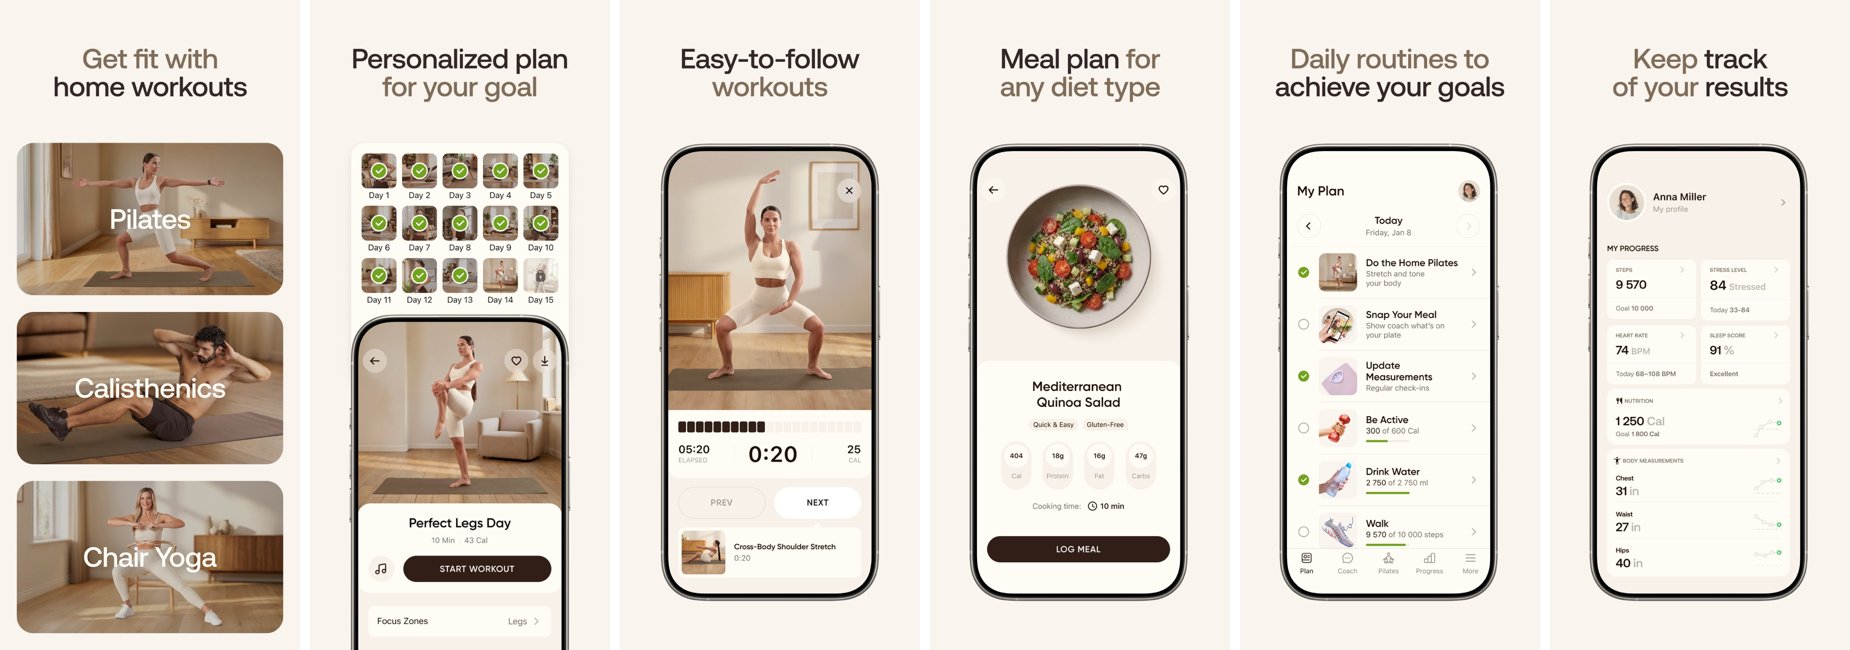 Get fit with
home workouts
Pilates
Calisthenics
Chair Yoga
Personalized plan
for your goal
Day 1
Day 2
Day 3
Day 4
Day 5
Day 6
Day 7
Day 8
Day 9
Day 10
Day 11
Day 12
Day 13
Day 14
Day 15
Perfect Legs Day
10 Min
43 Cal
START WORKOUT
Focus Zones
Legs
Easy-to-follow
workouts
05:20
ELAPSED
0:20
25
CAL
PREV
NEXT
Cross-Body Shoulder Stretch
0:20
Meal plan for
any diet type
Mediterranean
Quinoa Salad
Quick & Easy
Gluten-Free
404
Cal
18g
Protein
16g
Fat
47g
Carbs
Cooking time:
10 min
LOG MEAL
Daily routines to
achieve your goals
My Plan
Today
Friday, Jan 8
Do the Home Pilates
Stretch and tone
your body
Snap Your Meal
Show coach what's on
your plate
Update
Measurements
Regular check-ins
Be Active
300 of 600 Cal
Drink Water
2 750 of 2 750 ml
Walk
9 570 of 10 000 steps
Plan
Coach
Pilates
Progress
More
Keep track
of your results
Anna Miller
My profile
MY PROGRESS
STEPS
9 570
Goal 10 000
STRESS LEVEL
84 Stressed
Today 33-84
HEART RATE
74 BPM
Today 68–108 BPM
SLEEP SCORE
91 %
Excellent
NUTRITION
1 250 Cal
Goal 1 800 Cal
BODY MEASUREMENTS
Chest
31 in
Waist
27 in
Hips
40 in